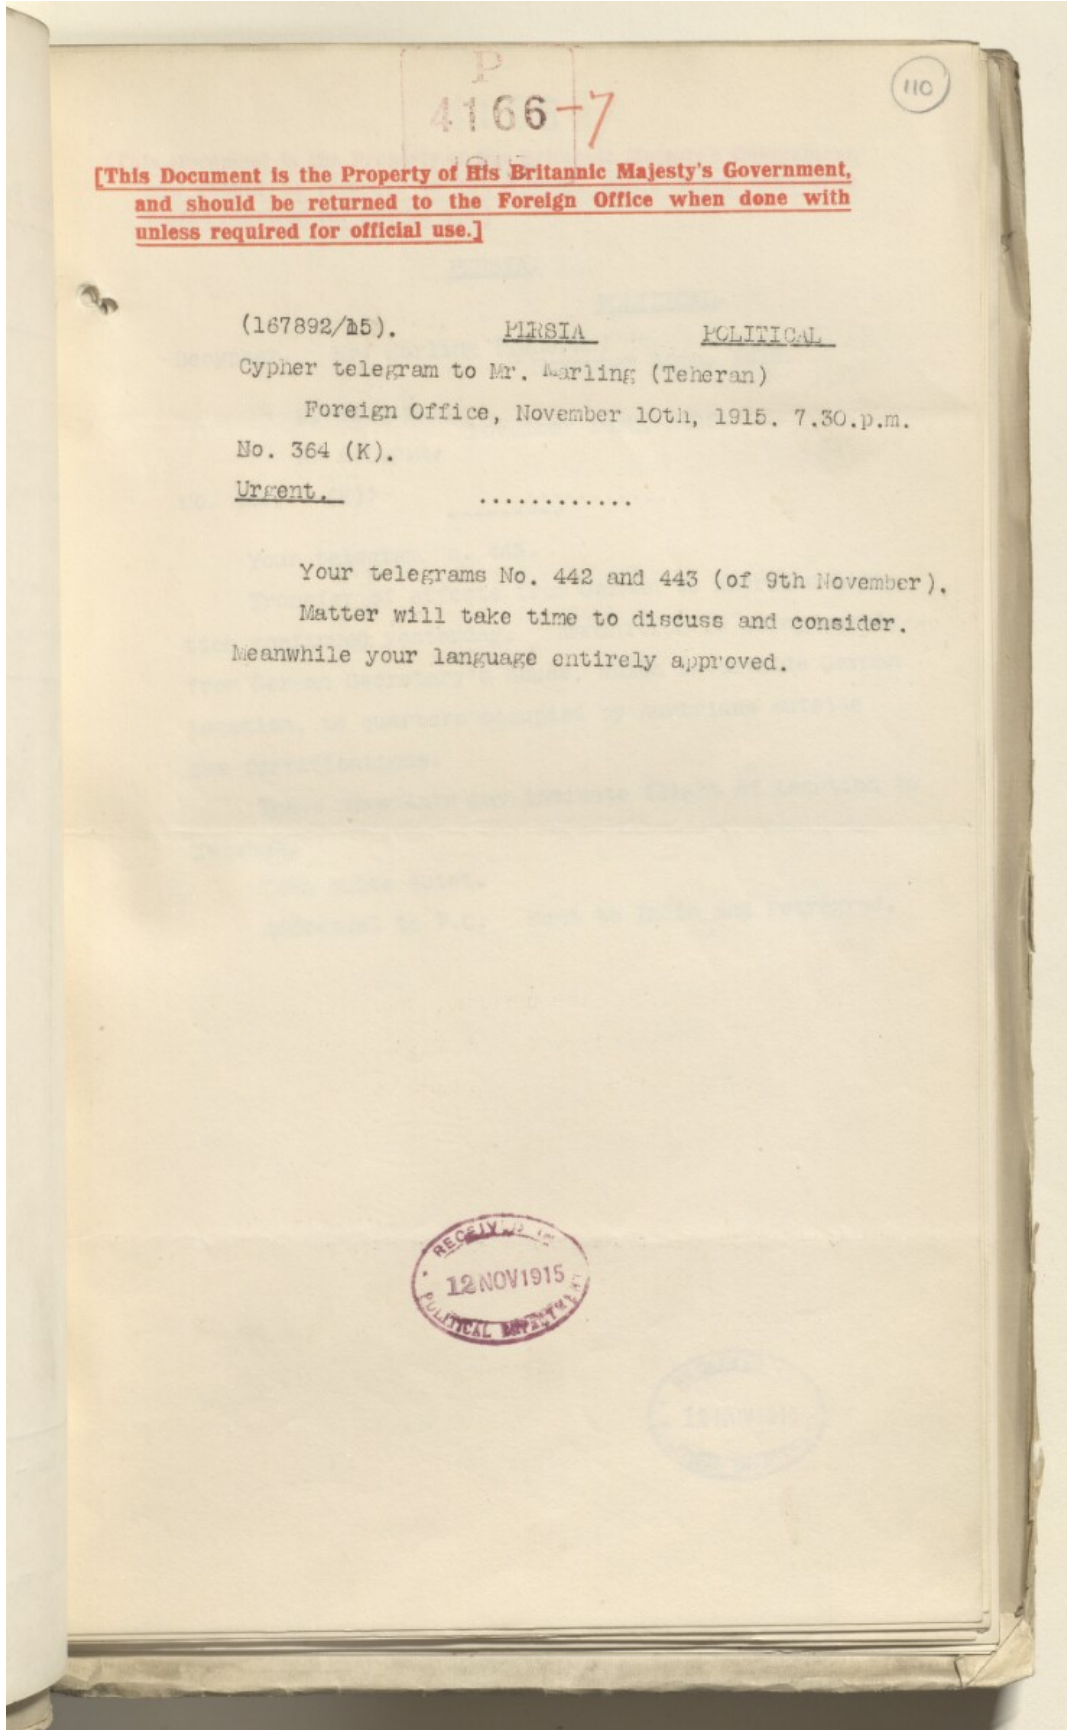 P
4166-7
1915
110
[This Document is the Property of His Britannic Majesty's Government,
and should be returned to the Foreign Office when done with
unless required for official use.]
(167892/15). PERSIA POLITICAL
Cypher telegram to Mr. Marling (Teheran)
Foreign Office, November 10th, 1915. 7.30.p.m.
No. 364 (K).
Urgent. ............
Your telegrams No. 442 and 443 (of 9th November).
Matter will take time to discuss and consider.
Meanwhile your language entirely approved.
RECEIVED IN
12 NOV 1915
POLITICAL DEPARTMENT